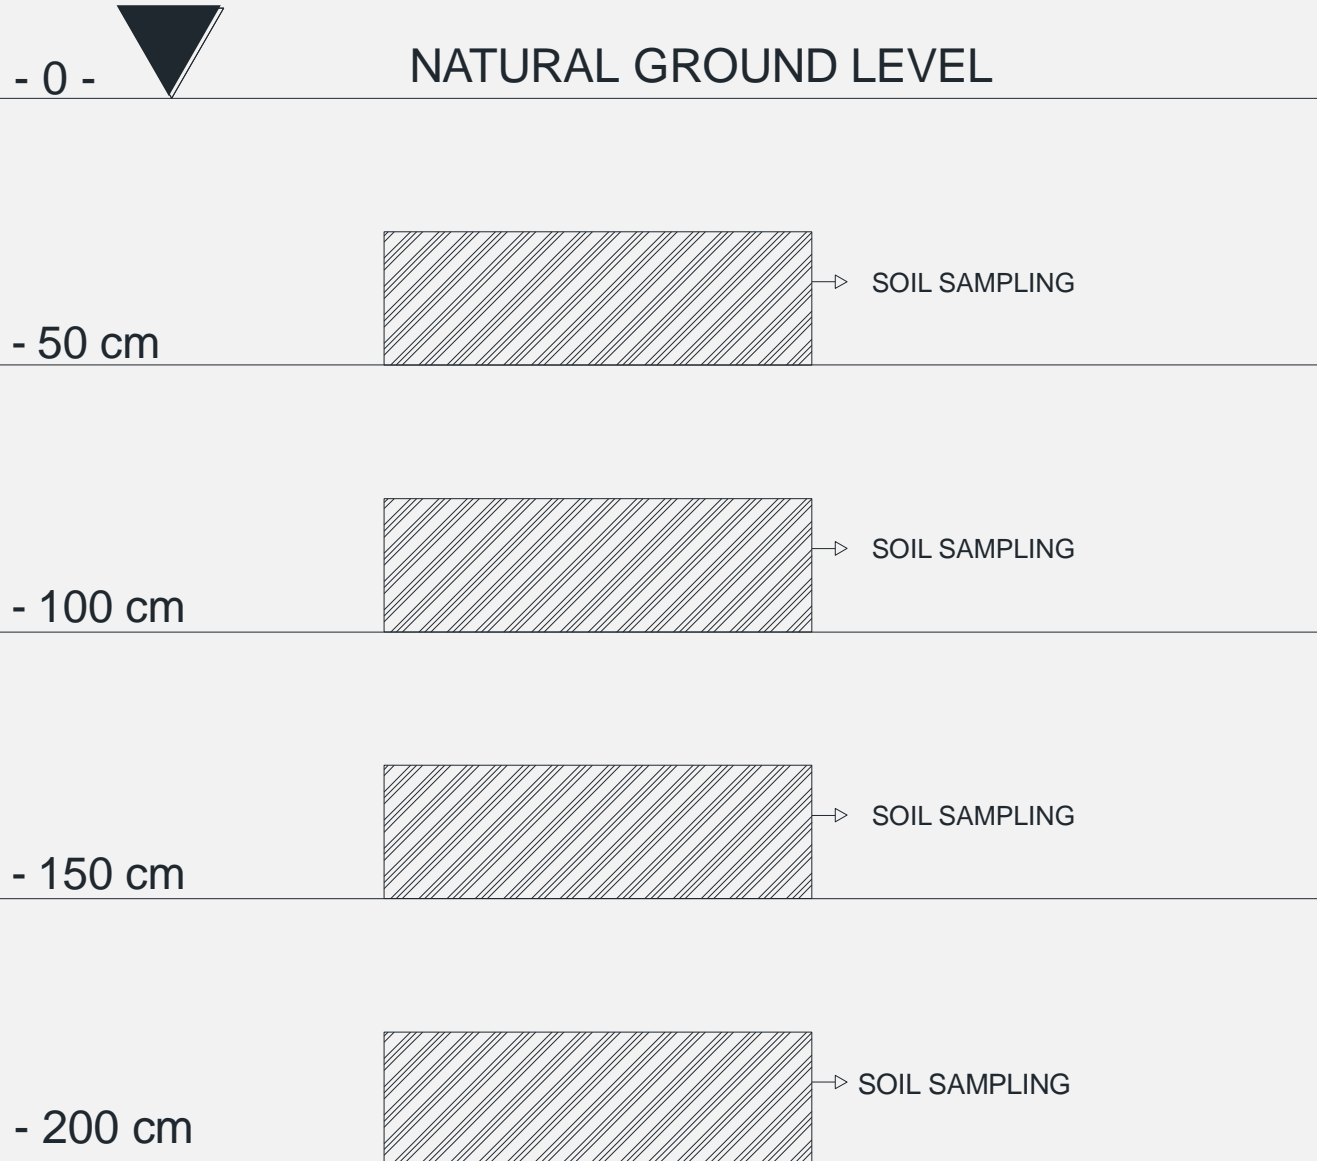 - 0 -
NATURAL GROUND LEVEL
SOIL SAMPLING
- 50 cm
SOIL SAMPLING
- 100 cm
SOIL SAMPLING
- 150 cm
SOIL SAMPLING
- 200 cm